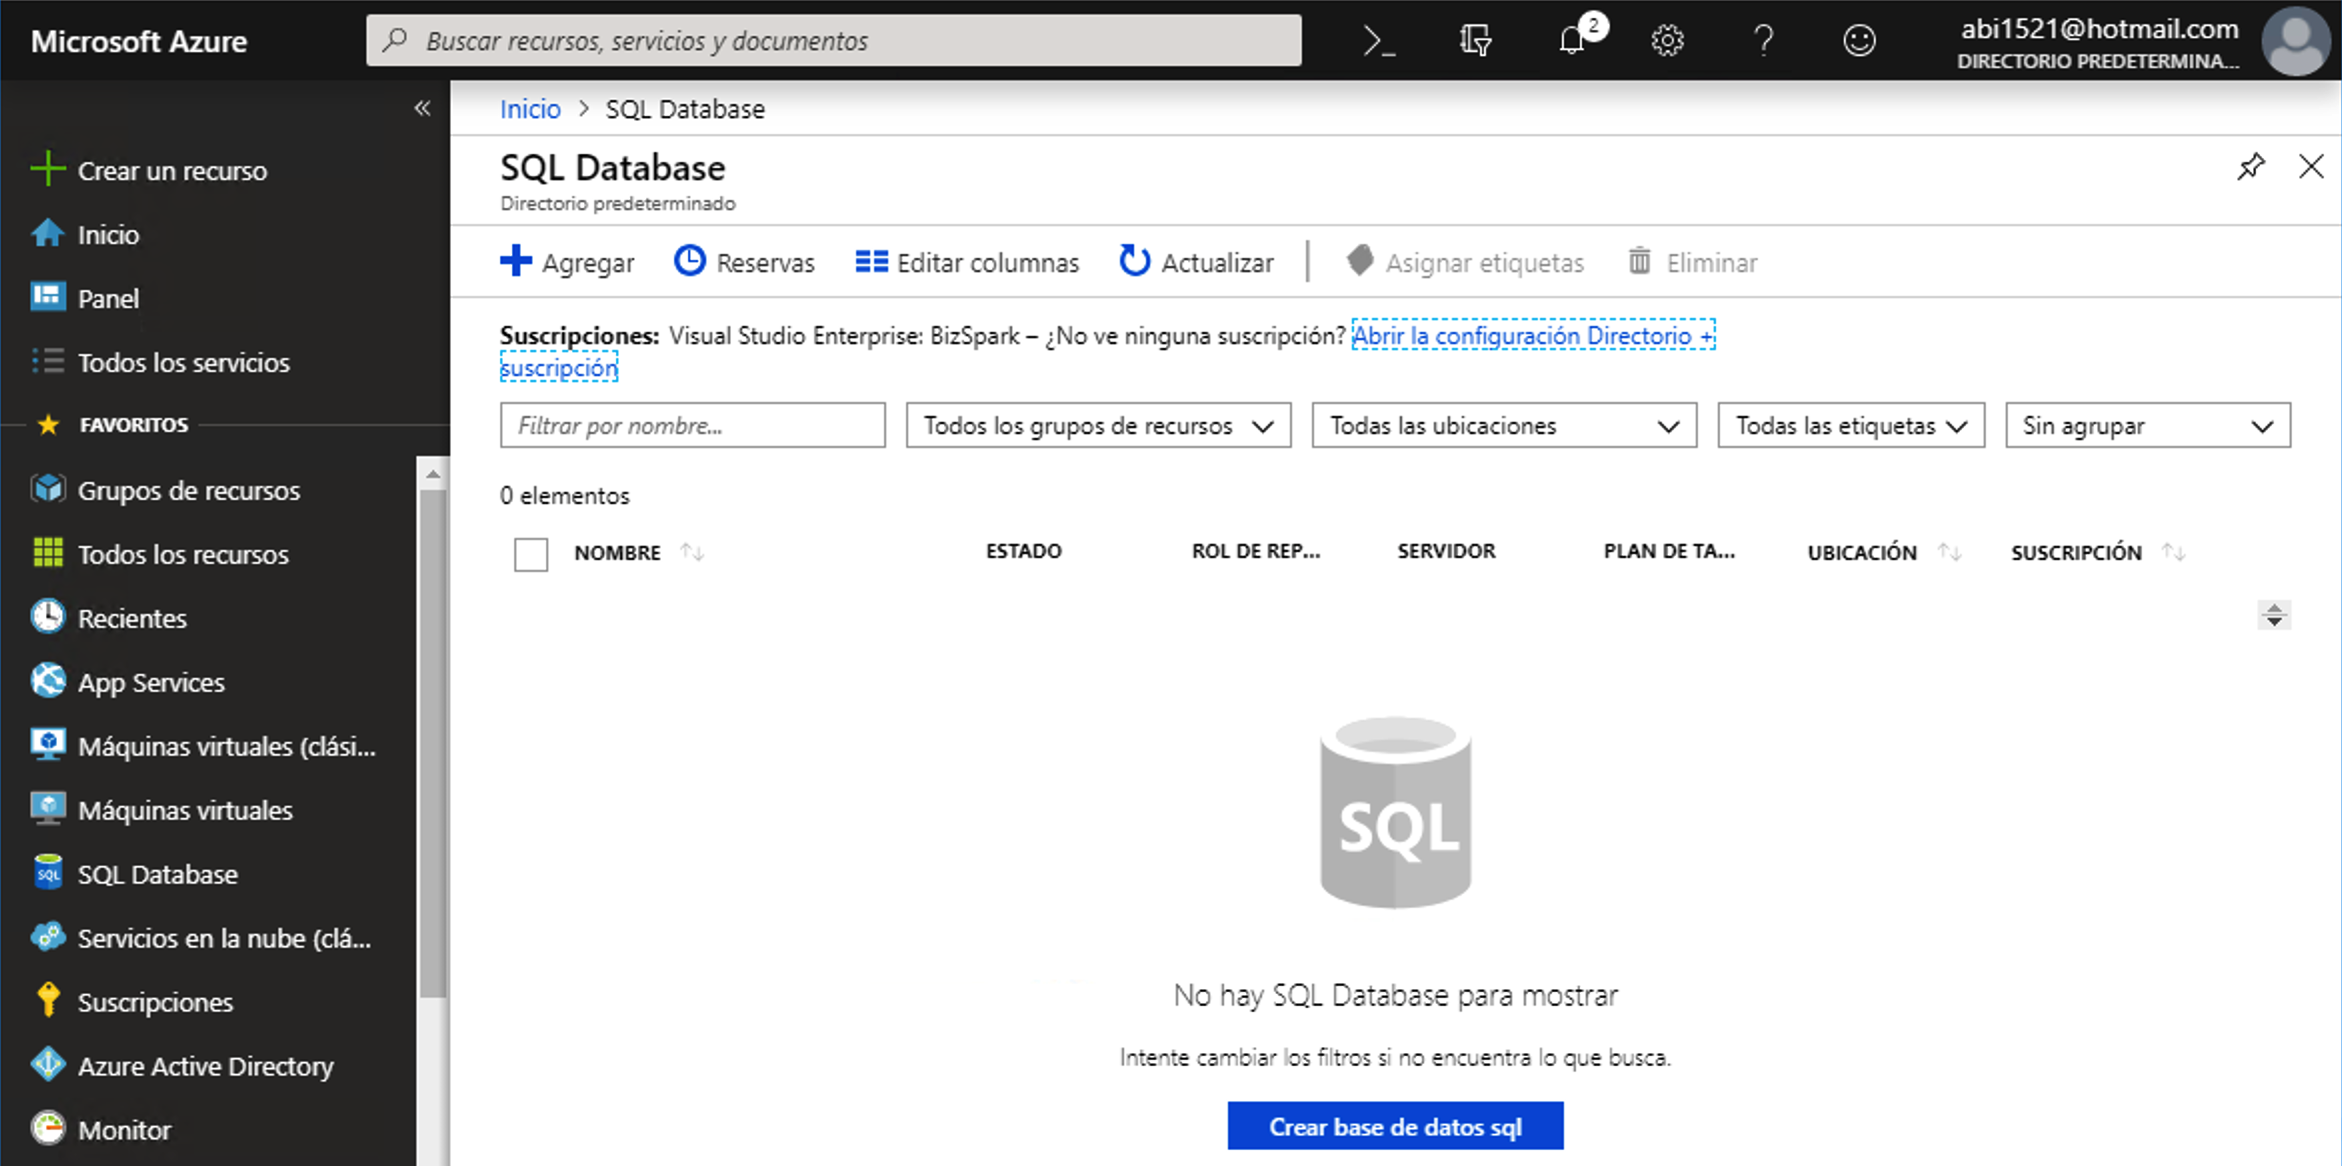 Microsoft Azure
Buscar recursos, servicios y documentos
2
abi1521@hotmail.com
DIRECTORIO PREDETERMINA...
Crear un recurso
Inicio
Panel
Todos los servicios
FAVORITOS
Grupos de recursos
Todos los recursos
Recientes
App Services
Máquinas virtuales (clási...
Máquinas virtuales
SQL
SQL Database
Servicios en la nube (clá...
Suscripciones
Azure Active Directory
Monitor
Inicio > SQL Database
SQL Database
Directorio predeterminado
Agregar Reservas Editar columnas Actualizar Asignar etiquetas Eliminar
Suscripciones: Visual Studio Enterprise: BizSpark – ¿No ve ninguna suscripción? Abrir la configuración Directorio +
suscripción
Filtrar por nombre... Todos los grupos de recursos Todas las ubicaciones Todas las etiquetas Sin agrupar
0 elementos
NOMBRE ESTADO ROL DE REP... SERVIDOR PLAN DE TA... UBICACIÓN SUSCRIPCIÓN
SQL
No hay SQL Database para mostrar
Intente cambiar los filtros si no encuentra lo que busca.
Crear base de datos sql